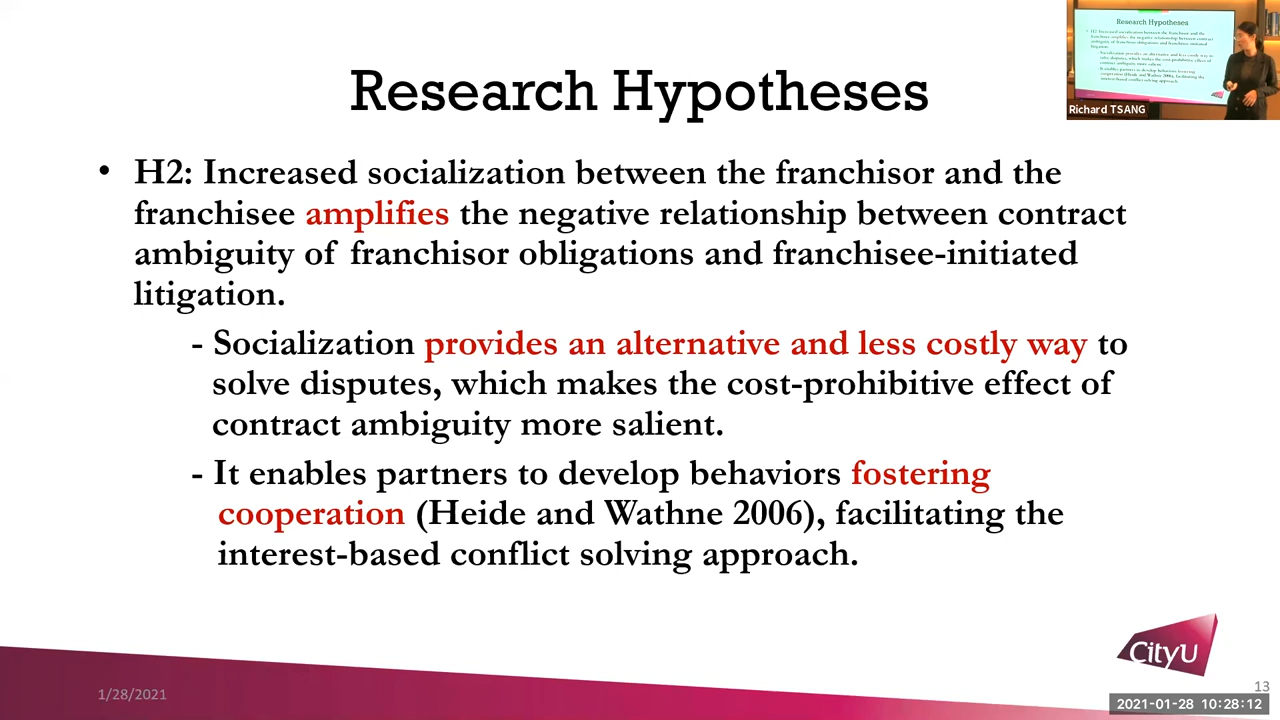 Research Hypotheses
• H2: Increased socialization between the franchisor and the
franchisee amplifies the negative relationship between contract
ambiguity of franchisor obligations and franchisee-initiated
litigation.
- Socialization provides an alternative and less costly way to
solve disputes, which makes the cost-prohibitive effect of
contract ambiguity more salient.
- It enables partners to develop behaviors fostering
cooperation (Heide and Wathne 2006), facilitating the
interest-based conflict solving approach.
Research Hypotheses
Richard TSANG
CityU
1/28/2021
13
2021-01-28 10:28:12